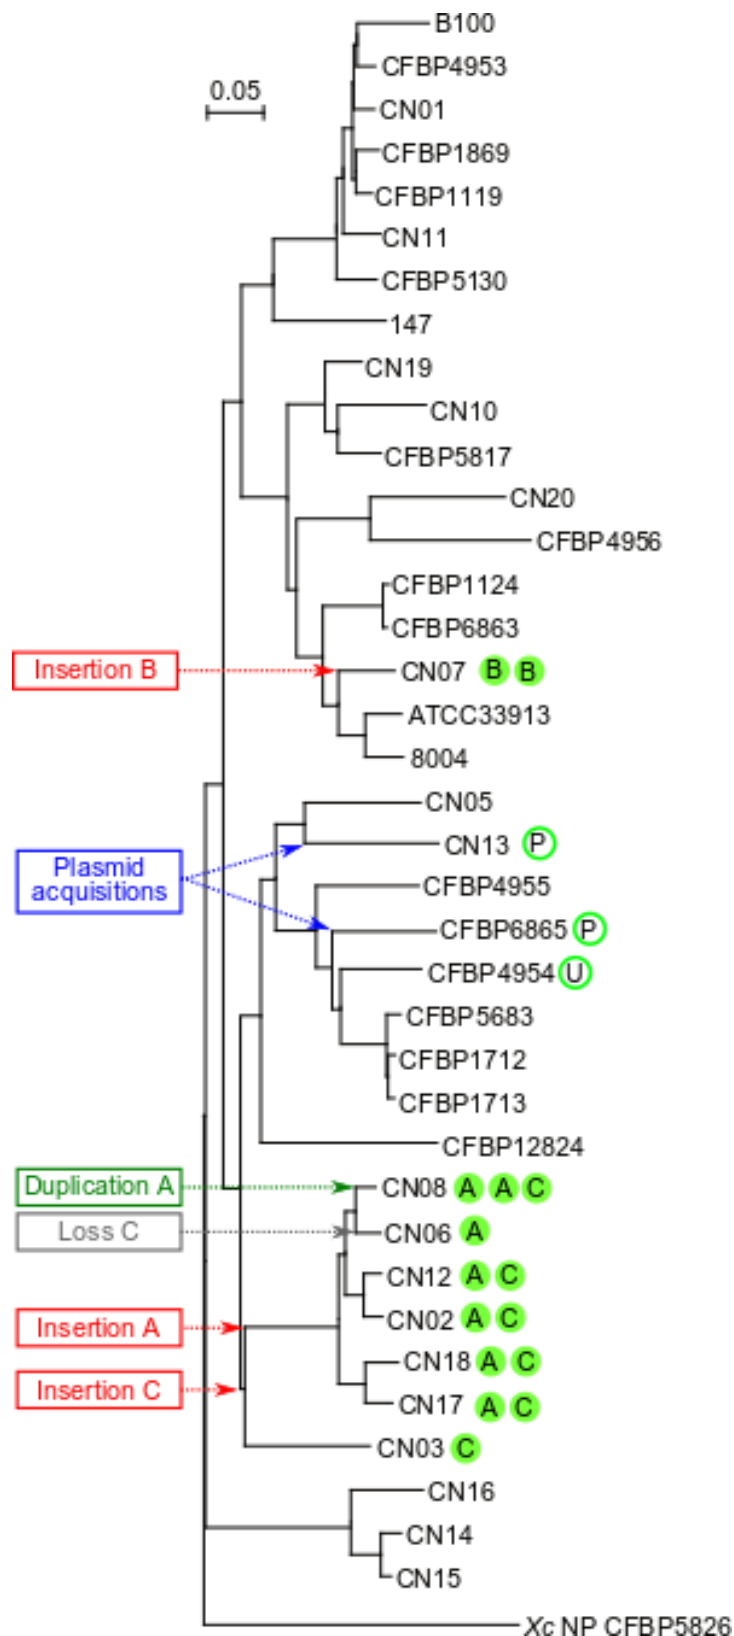 B100
0.05
CFBP4953
CN01
CFBP1869
CFBP1119
CN11
CFBP5130
147
CN19
CN10
CFBP5817
CN20
CFBP4956
CFBP1124
CFBP6863
Insertion B
CN07 B B
ATCC33913
8004
CN05
CN13 P
Plasmid
acquisitions
CFBP4955
CFBP6865 P
CFBP4954 U
CFBP5683
CFBP1712
CFBP1713
CFBP12824
Duplication A
CN08 A A C
Loss C
CN06 A
CN12 A C
CN02 A C
Insertion A
CN18 A C
Insertion C
CN17 A C
CN03 C
CN16
CN14
CN15
Xc NP CFBP5826